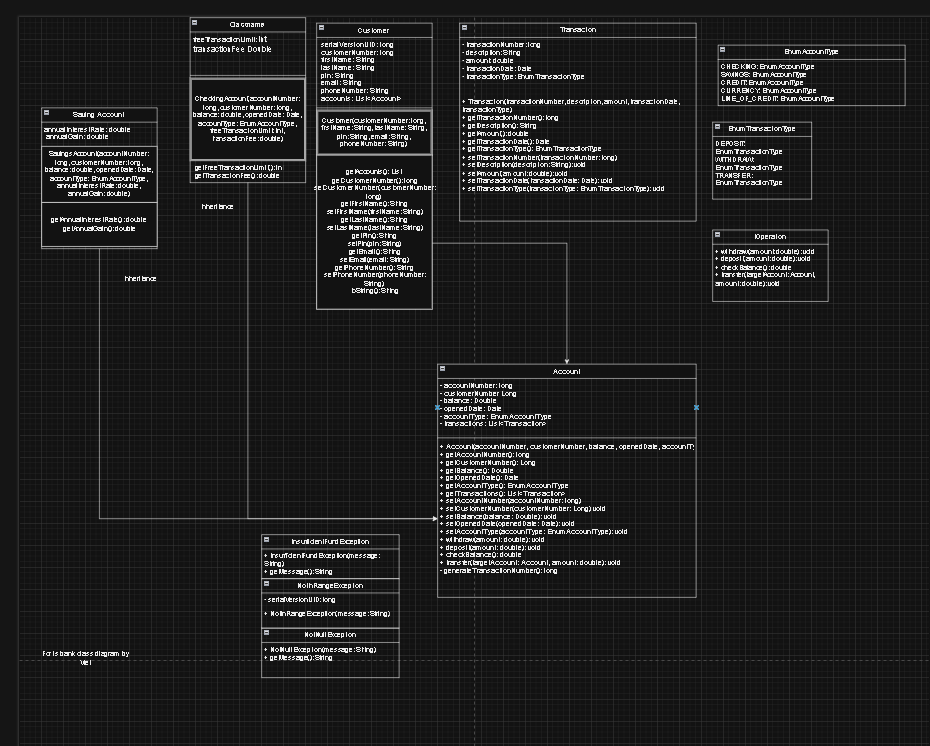 Classname
freeTransactionLimit: Int
transactionFee: Double
CheckingAccount(accountNumber:
long, customerNumber: long,
balance: double, openedDate: Date,
accountType: EnumAccountType,
freeTransactionLimit: int,
transactionFee: double)
getFreeTransactionLimit(): int
getTransactionFee(): double
Inheritance
Saving Account
annualInterestRate: double
annualGain: double
SavingsAccount(accountNumber:
long, customerNumber: long,
balance: double, openedDate: Date,
accountType: EnumAccountType,
annualInterestRate: double,
annualGain: double)
getAnnualInterestRate(): double
getAnnualGain(): double
Inheritance
Customer
serialVersionUID: long
customerNumber: long
firstName: String
lastName: String
pin: String
email: String
phoneNumber: String
accounts: List<Account>
Customer(customerNumber: long,
firstName: String, lastName: String,
pin: String, email: String,
phoneNumber: String)
getAccounts(): List
getCustomerNumber(): long
setCustomerNumber(customerNumber:
long)
getFirstName(): String
setFirstName(firstName: String)
getLastName(): String
setLastName(lastName: String)
getPin(): String
setPin(pin: String)
getEmail(): String
setEmail(email: String)
getPhoneNumber(): String
setPhoneNumber(phoneNumber:
String)
toString(): String
Transaction
- transactionNumber: long
- description: String
- amount: double
- transactionDate: Date
- transactionType: EnumTransactionType
+ Transaction(transactionNumber, description, amount, transactionDate,
transactionType)
+ getTransactionNumber(): long
+ getDescription(): String
+ getAmount(): double
+ getTransactionDate(): Date
+ getTransactionType(): EnumTransactionType
+ setTransactionNumber(transactionNumber: long)
+ setDescription(description: String): void
+ setAmount(amount: double): void
+ setTransactionDate(transactionDate: Date): void
+ setTransactionType(transactionType: EnumTransactionType): void
EnumAccountType
CHECKING: EnumAccountType
SAVINGS: EnumAccountType
CREDIT: EnumAccountType
CURRENCY: EnumAccountType
LINE_OF_CREDIT: EnumAccountType
EnumTransactionType
DEPOSIT:
EnumTransactionType
WITHDRAW:
EnumTransactionType
TRANSFER:
EnumTransactionType
IOperation
+ withdraw(amount: double): void
+ deposit(amount: double): void
+ checkBalance(): double
+ transfer(targetAccount: Account,
amount: double): void
Account
- accountNumber: long
- customerNumber: Long
- balance: Double
- openedDate: Date
- accountType: EnumAccountType
- transactions: List<Transaction>
+ Account(accountNumber, customerNumber, balance, openedDate, accountT
+ getAccountNumber(): long
+ getCustomerNumber(): Long
+ getBalance(): Double
+ getOpenedDate(): Date
+ getAccountType(): EnumAccountType
+ getTransactions(): List<Transaction>
+ setAccountNumber(accountNumber: long)
+ setCustomerNumber(customerNumber: Long): void
+ setBalance(balance: Double): void
+ setOpenedDate(openedDate: Date): void
+ setAccountType(accountType: EnumAccountType): void
+ withdraw(amount: double): void
+ deposit(amount: double): void
+ checkBalance(): double
+ transfer(targetAccount: Account, amount: double): void
- generateTransactionNumber(): long
InsufficientFundException
+ InsufficientFundException(message:
String)
+ getMessage(): String
NotInRangeException
- serialVersionUID: long
+ NotInRangeException(message: String)
NotNullException
+ NotNullException(message: String)
+ getMessage(): String
bank class diagram by